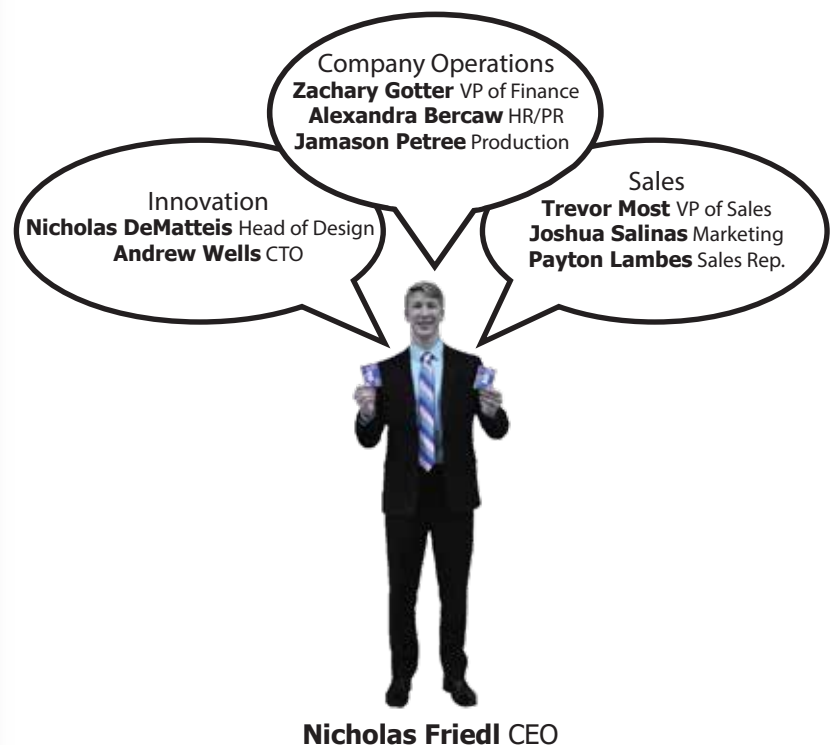 Company Operations
Zachary Gotter VP of Finance
Alexandra Bercaw HR/PR
Jamason Petree Production
Innovation
Nicholas DeMatteis Head of Design
Andrew Wells CTO
Sales
Trevor Most VP of Sales
Joshua Salinas Marketing
Payton Lambes Sales Rep.
Nicholas Friedl CEO